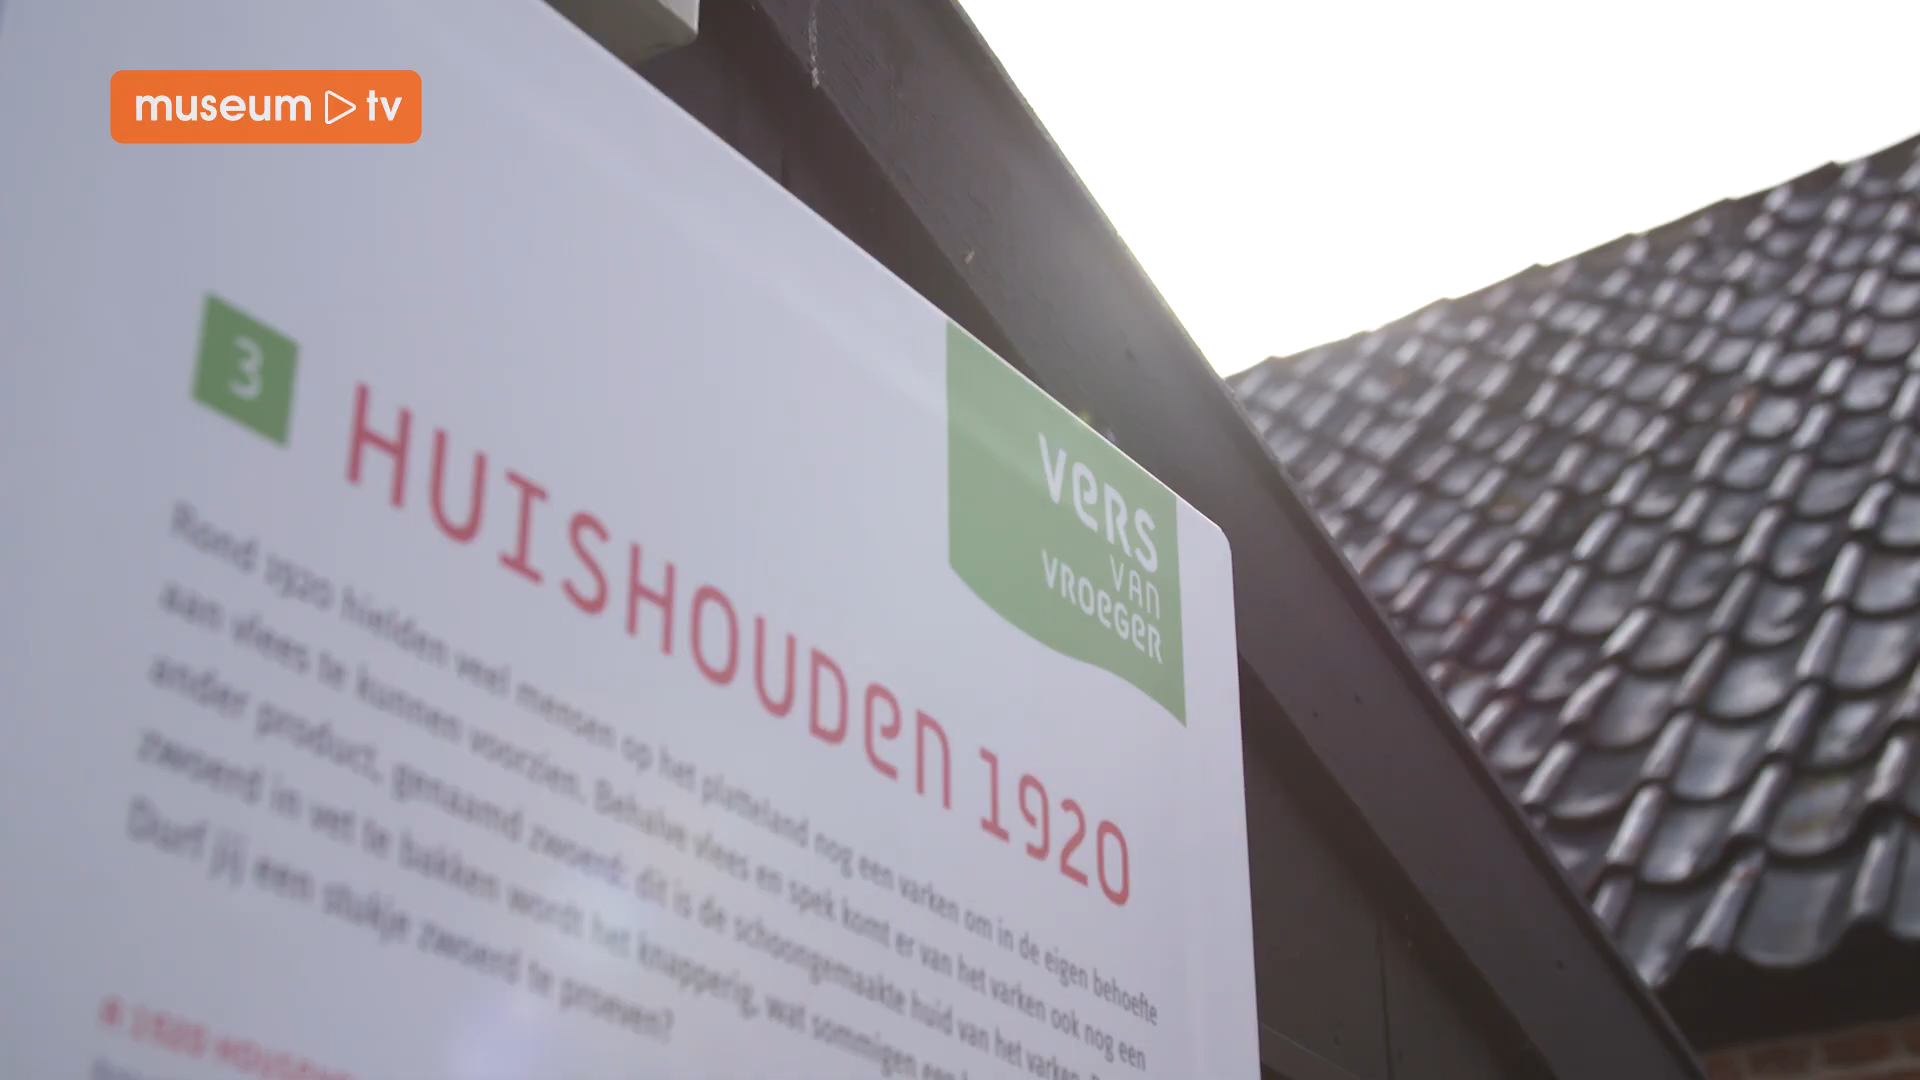 museum tv
3
HUISHOUDEN 1920
VERS
VAN
VROEGER
Rond 1920 hielden veel mensen op het platteland nog een varken om in de eigen behoefte
aan vlees te kunnen voorzien. Behalve vlees en spek komt er van het varken ook nog een
ander product, genaamd zwoerd: dit is de schoongemaakte huid van het varken.
zwoerd in vet te bakken wordt het knapperig, wat sommigen een
Durf jij een stukje zwoerd te proeven?
A 1920 HOUSEH